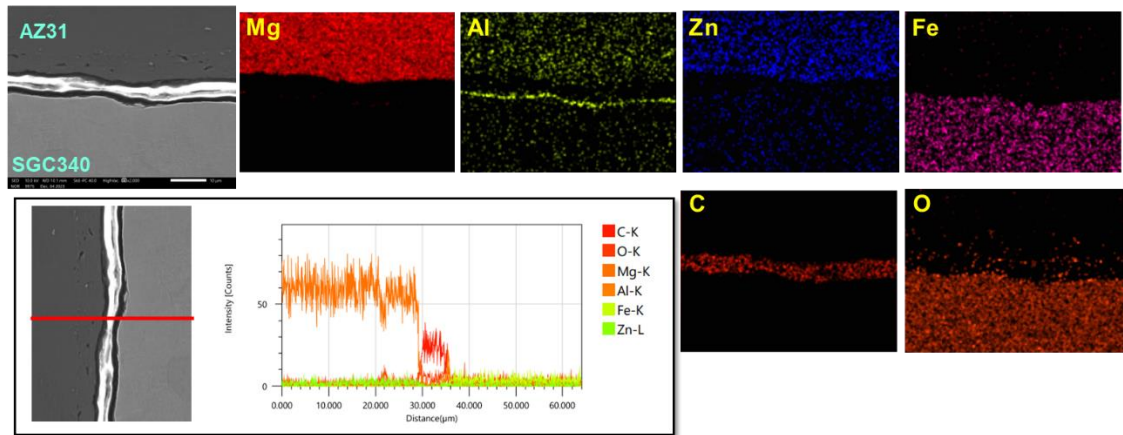 AZ31
SGC340
Mg
Al
Zn
Fe
C
O
Intensity [Counts]
50
0
0.000 10.000 20.000 30.000 40.000 50.000 60.000
Distance(μm)
C-K
O-K
Mg-K
Al-K
Fe-K
Zn-L